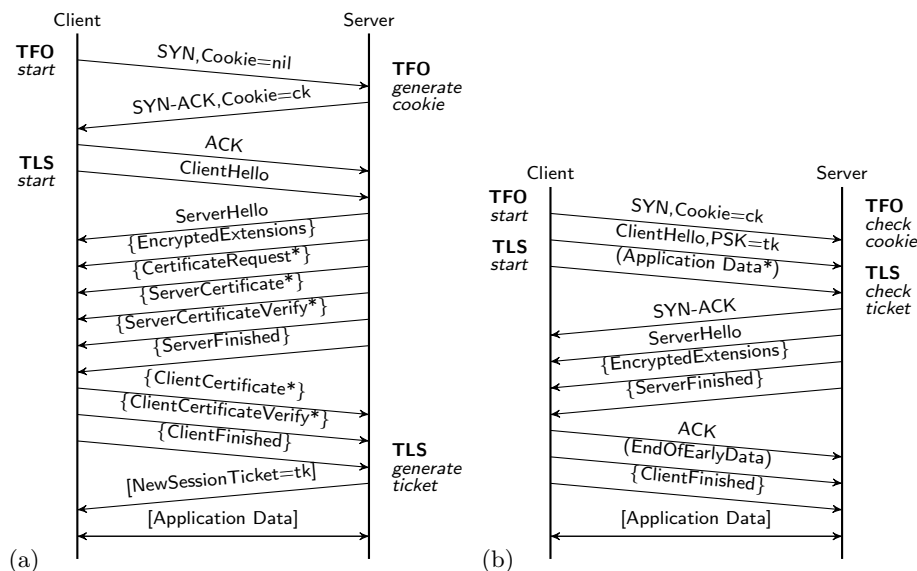 Client Server
TFO
start
SYN,Cookie=nil
TFO
generate
cookie
SYN-ACK,Cookie=ck
ACK
TLS
start
ClientHello
ServerHello
{EncryptedExtensions}
{CertificateRequest*}
{ServerCertificate*}
{ServerCertificateVerify*}
{ServerFinished}
{ClientCertificate*}
{ClientCertificateVerify*}
{ClientFinished}
TLS
generate
ticket
[NewSessionTicket=tk]
[Application Data]
(a)
Client Server
TFO
start
SYN,Cookie=ck
TFO
check
cookie
ClientHello,PSK=tk
TLS
start
(Application Data*)
TLS
check
ticket
SYN-ACK
ServerHello
{EncryptedExtensions}
{ServerFinished}
ACK
(EndOfEarlyData)
{ClientFinished}
[Application Data]
(b)